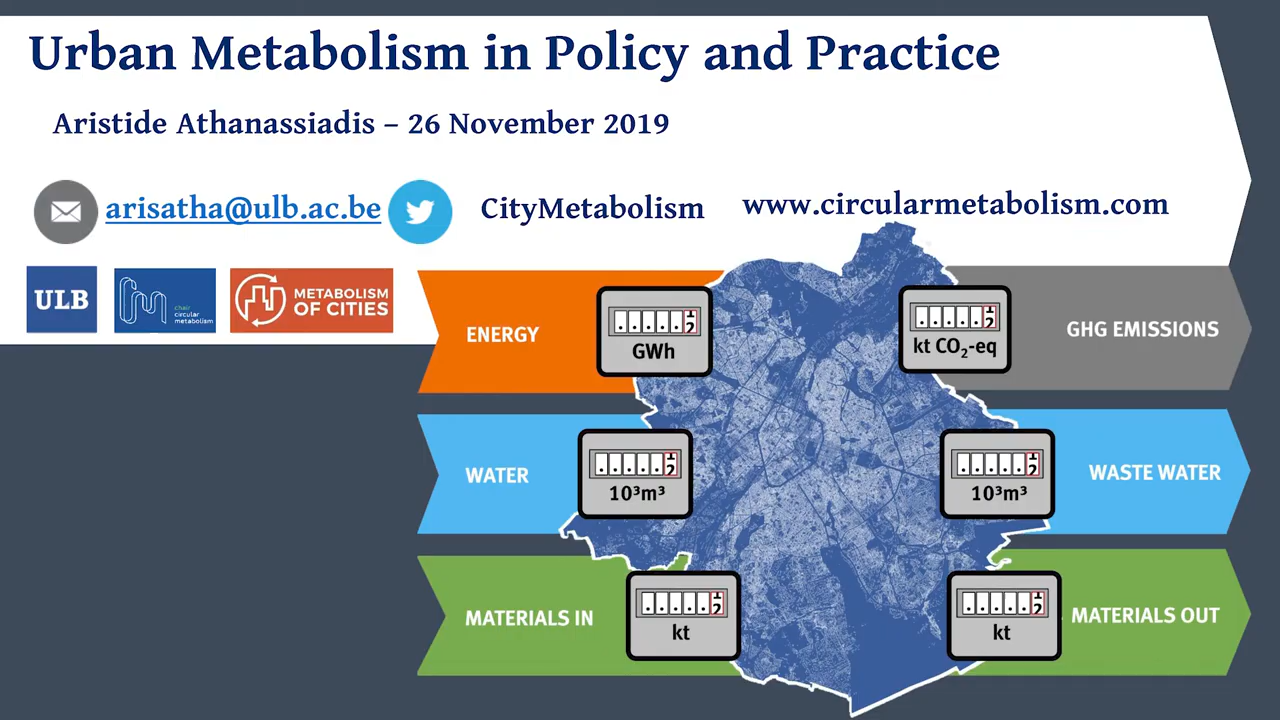 Urban Metabolism in Policy and Practice
Aristide Athanassiadis – 26 November 2019
arisatha@ulb.ac.be
CityMetabolism
www.circularmetabolism.com
ULB
chair
circular
metabolism
METABOLISM
OF CITIES
ENERGY
GWh
kt CO₂-eq
GHG EMISSIONS
WATER
10³m³
10³m³
WASTE WATER
MATERIALS IN
kt
kt
MATERIALS OUT